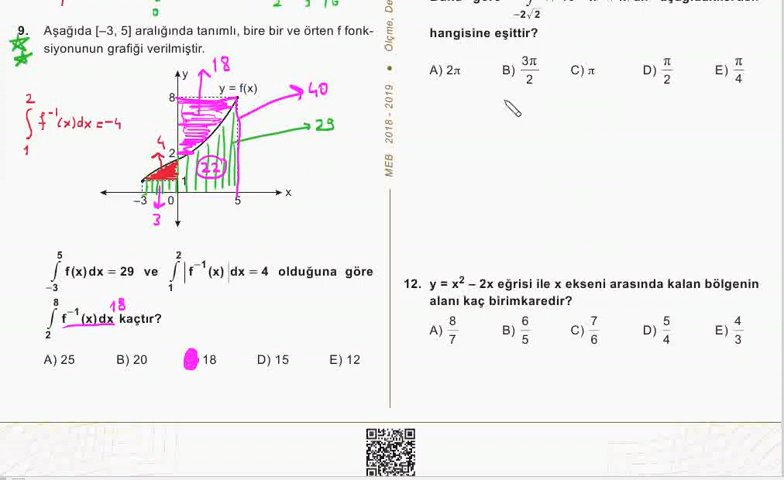 9. Aşağıda [−3, 5] aralığında tanımlı, bire bir ve örten f fonk-
siyonunun grafiği verilmiştir.
2
∫ f⁻¹(x)dx = −4
1
y
18
y = f(x)
8
40
29
4
2
22
1
−3
0
5
x
3
5
∫ f(x)dx = 29 ve
−3
2
∫ |f⁻¹(x)|dx = 4 olduğuna göre
1
8
∫ f⁻¹(x)dx kaçtır?
2
18
A) 25 B) 20 18 D) 15 E) 12
MEB 2018 - 2019 • Ölçme, De
−2√2
hangisine eşittir?
A) 2π B) 3π/2 C) π D) π/2 E) π/4
12. y = x² − 2x eğrisi ile x ekseni arasında kalan bölgenin
alanı kaç birimkaredir?
A) 8/7 B) 6/5 C) 7/6 D) 5/4 E) 4/3